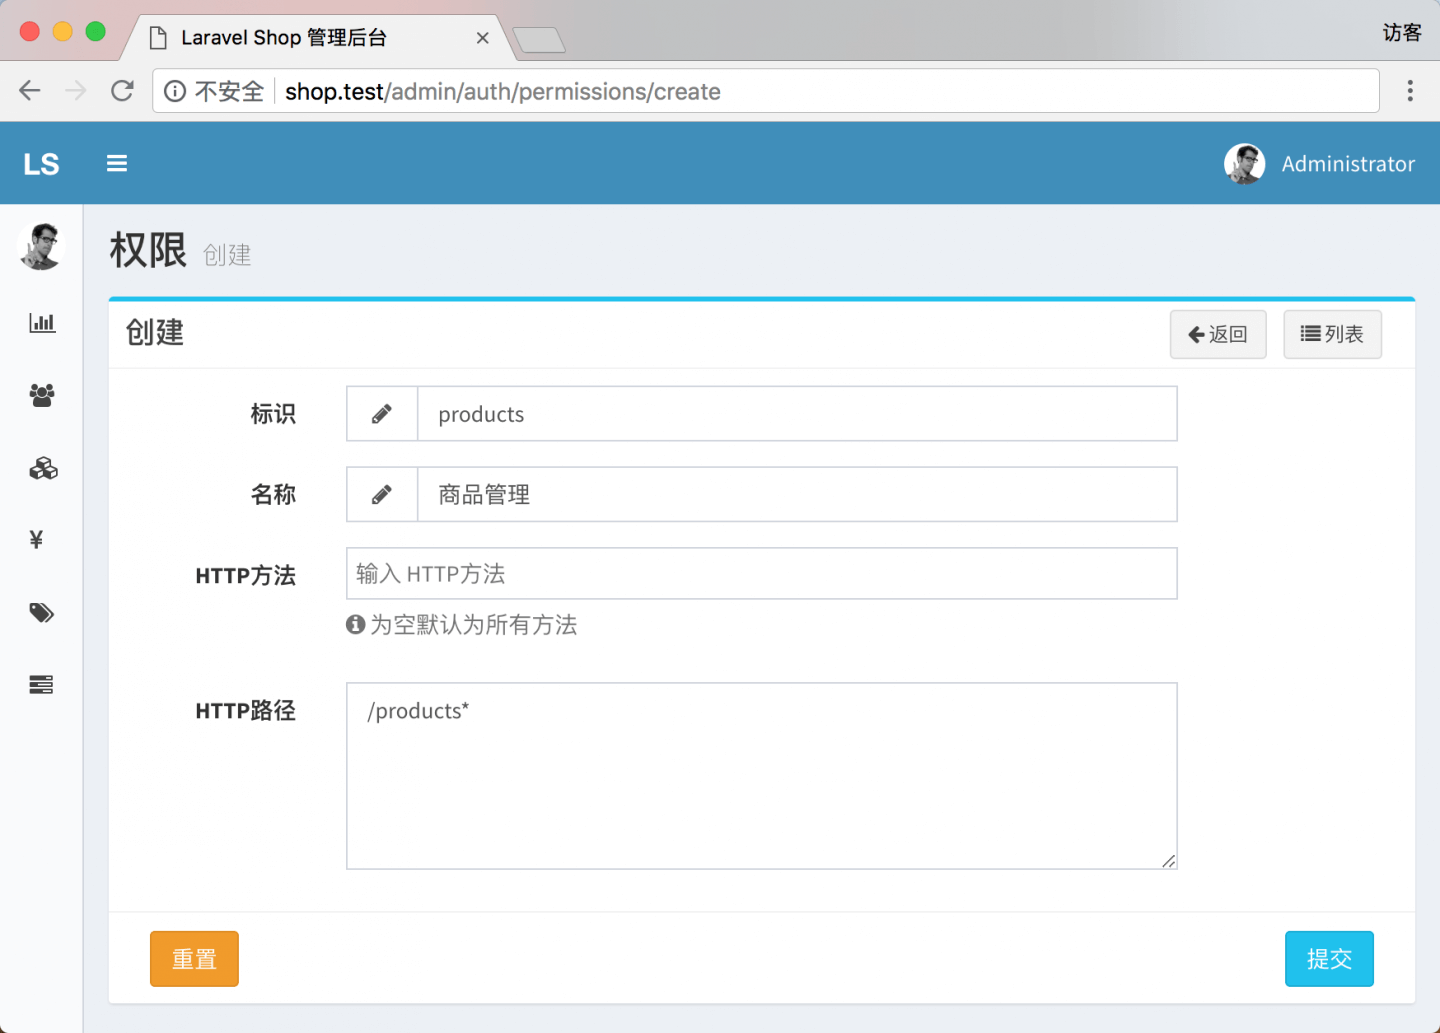 Laravel Shop 管理后台
访客
不安全 shop.test/admin/auth/permissions/create
LS
Administrator
权限 创建
创建
返回
列表
标识 products
名称 商品管理
HTTP方法 输入 HTTP方法
为空默认为所有方法
HTTP路径 /products*
重置
提交